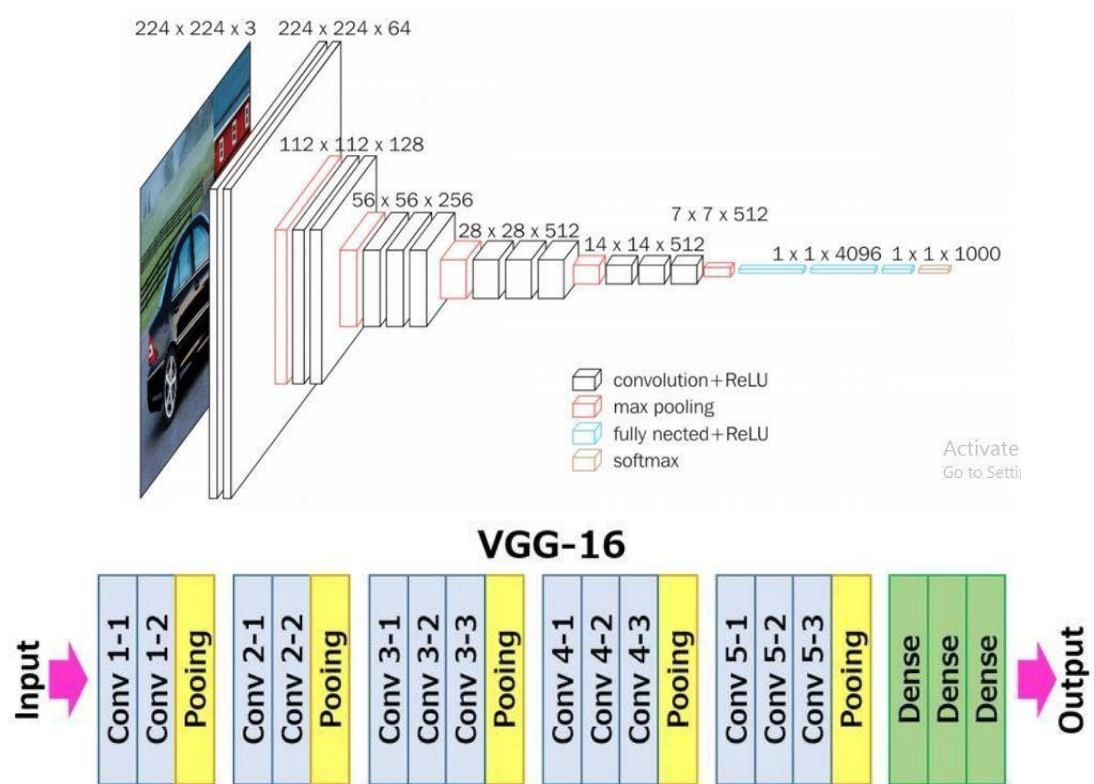 224 x 224 x 3
224 x 224 x 64
112 x 112 x 128
56 x 56 x 256
28 x 28 x 512
14 x 14 x 512
7 x 7 x 512
1 x 1 x 4096
1 x 1 x 1000
convolution+ReLU
max pooling
fully nected+ReLU
softmax
Activate
Go to Setti
VGG-16
Input
Conv 1-1
Conv 1-2
Pooing
Conv 2-1
Conv 2-2
Pooing
Conv 3-1
Conv 3-2
Conv 3-3
Pooing
Conv 4-1
Conv 4-2
Conv 4-3
Pooing
Conv 5-1
Conv 5-2
Conv 5-3
Pooing
Dense
Dense
Dense
Output